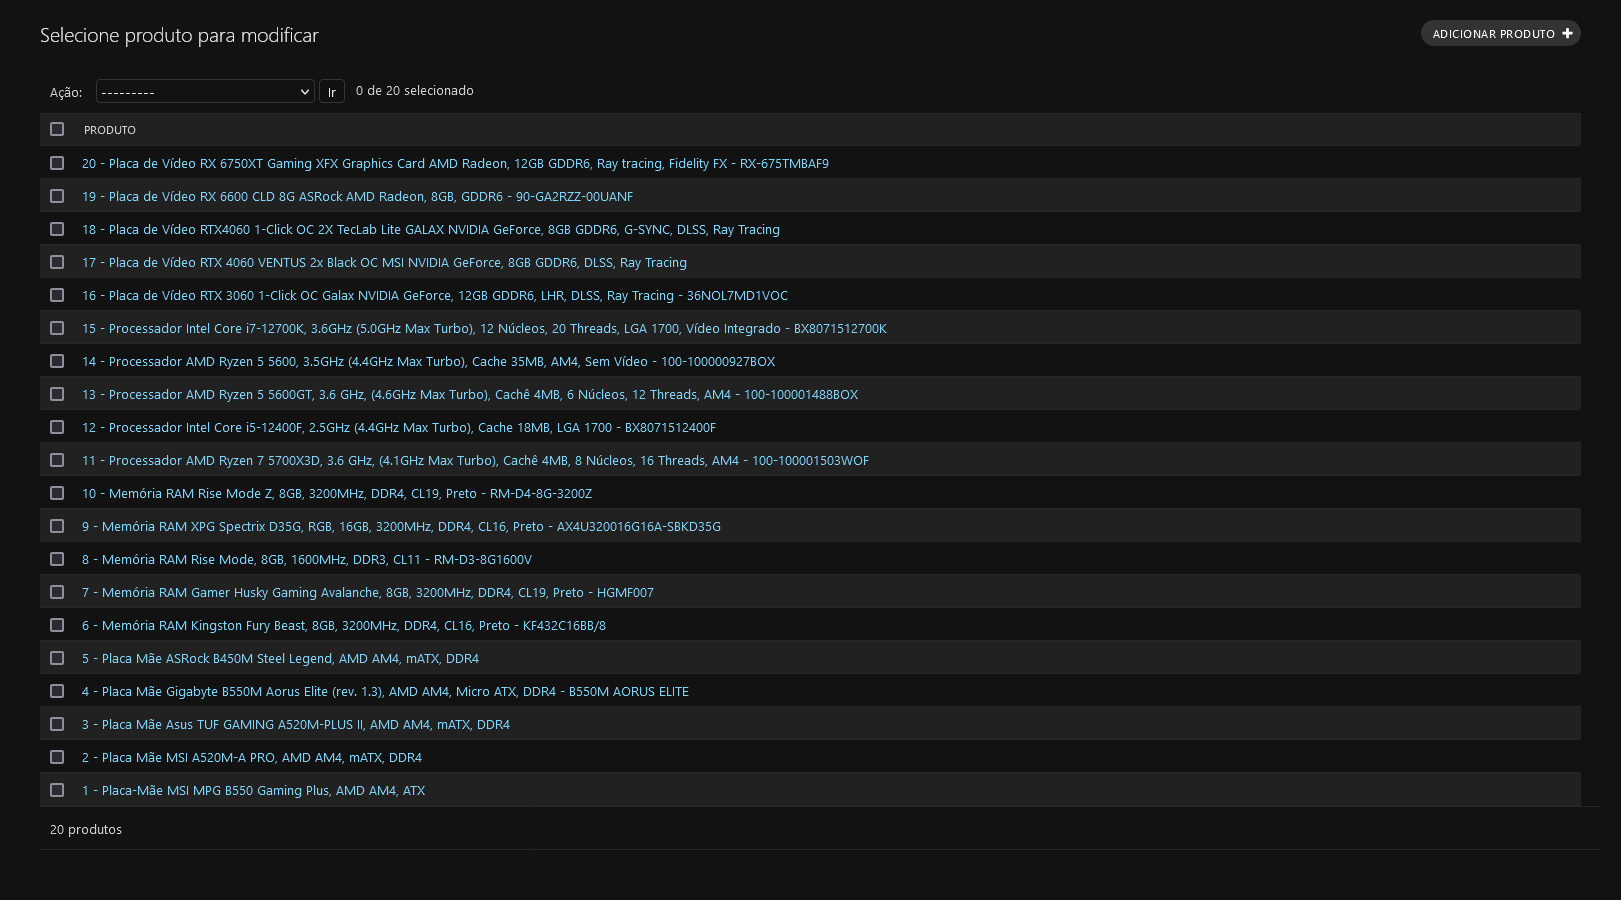 Selecione produto para modificar
ADICIONAR PRODUTO
Ação: --------- Ir 0 de 20 selecionado
PRODUTO
20 - Placa de Vídeo RX 6750XT Gaming XFX Graphics Card AMD Radeon, 12GB GDDR6, Ray tracing, Fidelity FX - RX-675TMBAF9
19 - Placa de Vídeo RX 6600 CLD 8G ASRock AMD Radeon, 8GB, GDDR6 - 90-GA2RZZ-00UANF
18 - Placa de Vídeo RTX4060 1-Click OC 2X TecLab Lite GALAX NVIDIA GeForce, 8GB GDDR6, G-SYNC, DLSS, Ray Tracing
17 - Placa de Vídeo RTX 4060 VENTUS 2x Black OC MSI NVIDIA GeForce, 8GB GDDR6, DLSS, Ray Tracing
16 - Placa de Vídeo RTX 3060 1-Click OC Galax NVIDIA GeForce, 12GB GDDR6, LHR, DLSS, Ray Tracing - 36NOL7MD1VOC
15 - Processador Intel Core i7-12700K, 3.6GHz (5.0GHz Max Turbo), 12 Núcleos, 20 Threads, LGA 1700, Vídeo Integrado - BX8071512700K
14 - Processador AMD Ryzen 5 5600, 3.5GHz (4.4GHz Max Turbo), Cache 35MB, AM4, Sem Vídeo - 100-100000927BOX
13 - Processador AMD Ryzen 5 5600GT, 3.6 GHz, (4.6GHz Max Turbo), Cachê 4MB, 6 Núcleos, 12 Threads, AM4 - 100-100001488BOX
12 - Processador Intel Core i5-12400F, 2.5GHz (4.4GHz Max Turbo), Cache 18MB, LGA 1700 - BX8071512400F
11 - Processador AMD Ryzen 7 5700X3D, 3.6 GHz, (4.1GHz Max Turbo), Cachê 4MB, 8 Núcleos, 16 Threads, AM4 - 100-100001503WOF
10 - Memória RAM Rise Mode Z, 8GB, 3200MHz, DDR4, CL19, Preto - RM-D4-8G-3200Z
9 - Memória RAM XPG Spectrix D35G, RGB, 16GB, 3200MHz, DDR4, CL16, Preto - AX4U320016G16A-SBKD35G
8 - Memória RAM Rise Mode, 8GB, 1600MHz, DDR3, CL11 - RM-D3-8G1600V
7 - Memória RAM Gamer Husky Gaming Avalanche, 8GB, 3200MHz, DDR4, CL19, Preto - HGMF007
6 - Memória RAM Kingston Fury Beast, 8GB, 3200MHz, DDR4, CL16, Preto - KF432C16BB/8
5 - Placa Mãe ASRock B450M Steel Legend, AMD AM4, mATX, DDR4
4 - Placa Mãe Gigabyte B550M Aorus Elite (rev. 1.3), AMD AM4, Micro ATX, DDR4 - B550M AORUS ELITE
3 - Placa Mãe Asus TUF GAMING A520M-PLUS II, AMD AM4, mATX, DDR4
2 - Placa Mãe MSI A520M-A PRO, AMD AM4, mATX, DDR4
1 - Placa-Mãe MSI MPG B550 Gaming Plus, AMD AM4, ATX
20 produtos